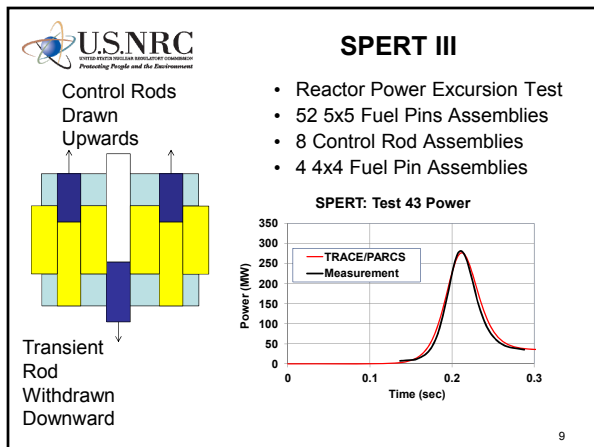 U.S.NRC
UNITED STATES NUCLEAR REGULATORY COMMISSION
Protecting People and the Environment
SPERT III
Control Rods
Drawn
Upwards
• Reactor Power Excursion Test
• 52 5x5 Fuel Pins Assemblies
• 8 Control Rod Assemblies
• 4 4x4 Fuel Pin Assemblies
SPERT: Test 43 Power
350
300
250
200
150
100
50
0
Power (MW)
TRACE/PARCS
Measurement
0 0.1 0.2 0.3
Time (sec)
Transient
Rod
Withdrawn
Downward
9